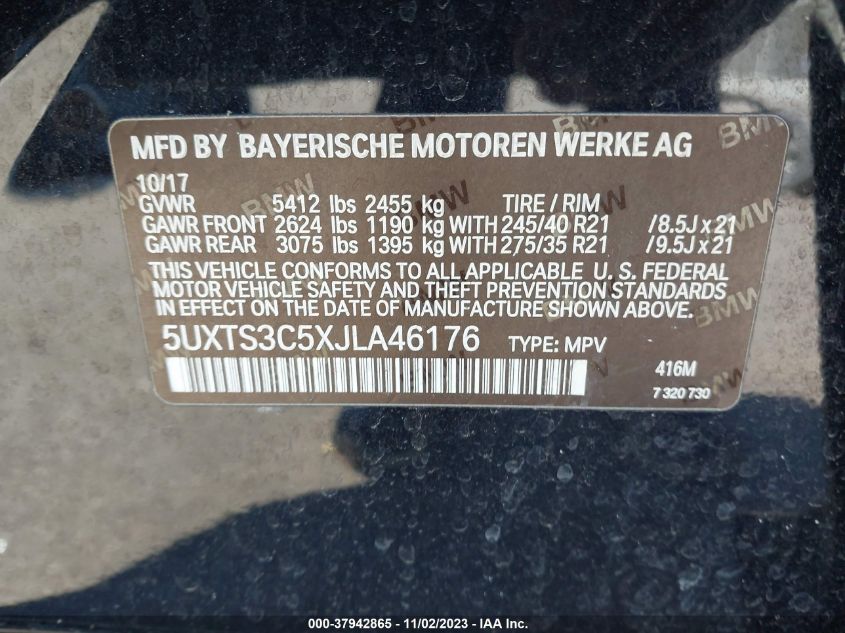 MFD BY BAYERISCHE MOTOREN WERKE AG
10/17
GVWR 5412 lbs 2455 kg TIRE / RIM
GAWR FRONT 2624 lbs 1190 kg WITH 245/40 R21 /8.5J x 21
GAWR REAR 3075 lbs 1395 kg WITH 275/35 R21 /9.5J x 21
THIS VEHICLE CONFORMS TO ALL APPLICABLE U. S. FEDERAL
MOTOR VEHICLE SAFETY AND THEFT PREVENTION STANDARDS
IN EFFECT ON THE DATE OF MANUFACTURE SHOWN ABOVE.
5UXTS3C5XJLA46176 TYPE: MPV
416M
7 320 730
000-37942865 - 11/02/2023 - IAA Inc.